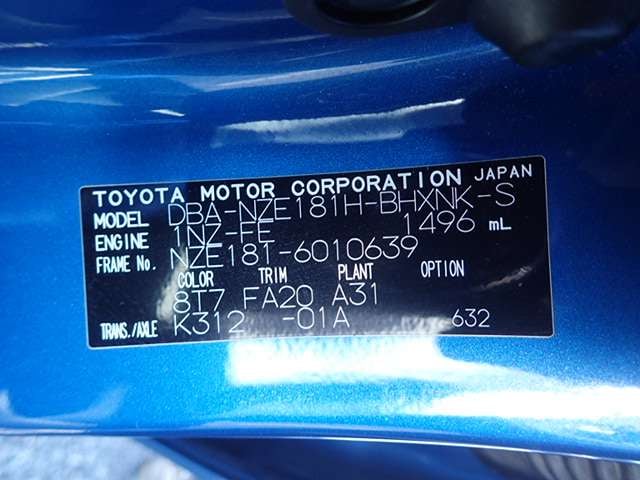 TOYOTA MOTOR CORPORATION JAPAN
MODEL DBA-NZE181H-BHXNK-S
ENGINE 1NZ-FE 1496 mL
FRAME No. NZE181-6010639
COLOR TRIM PLANT OPTION
8T7 FA20 A31
TRANS./AXLE K312 -01A 632